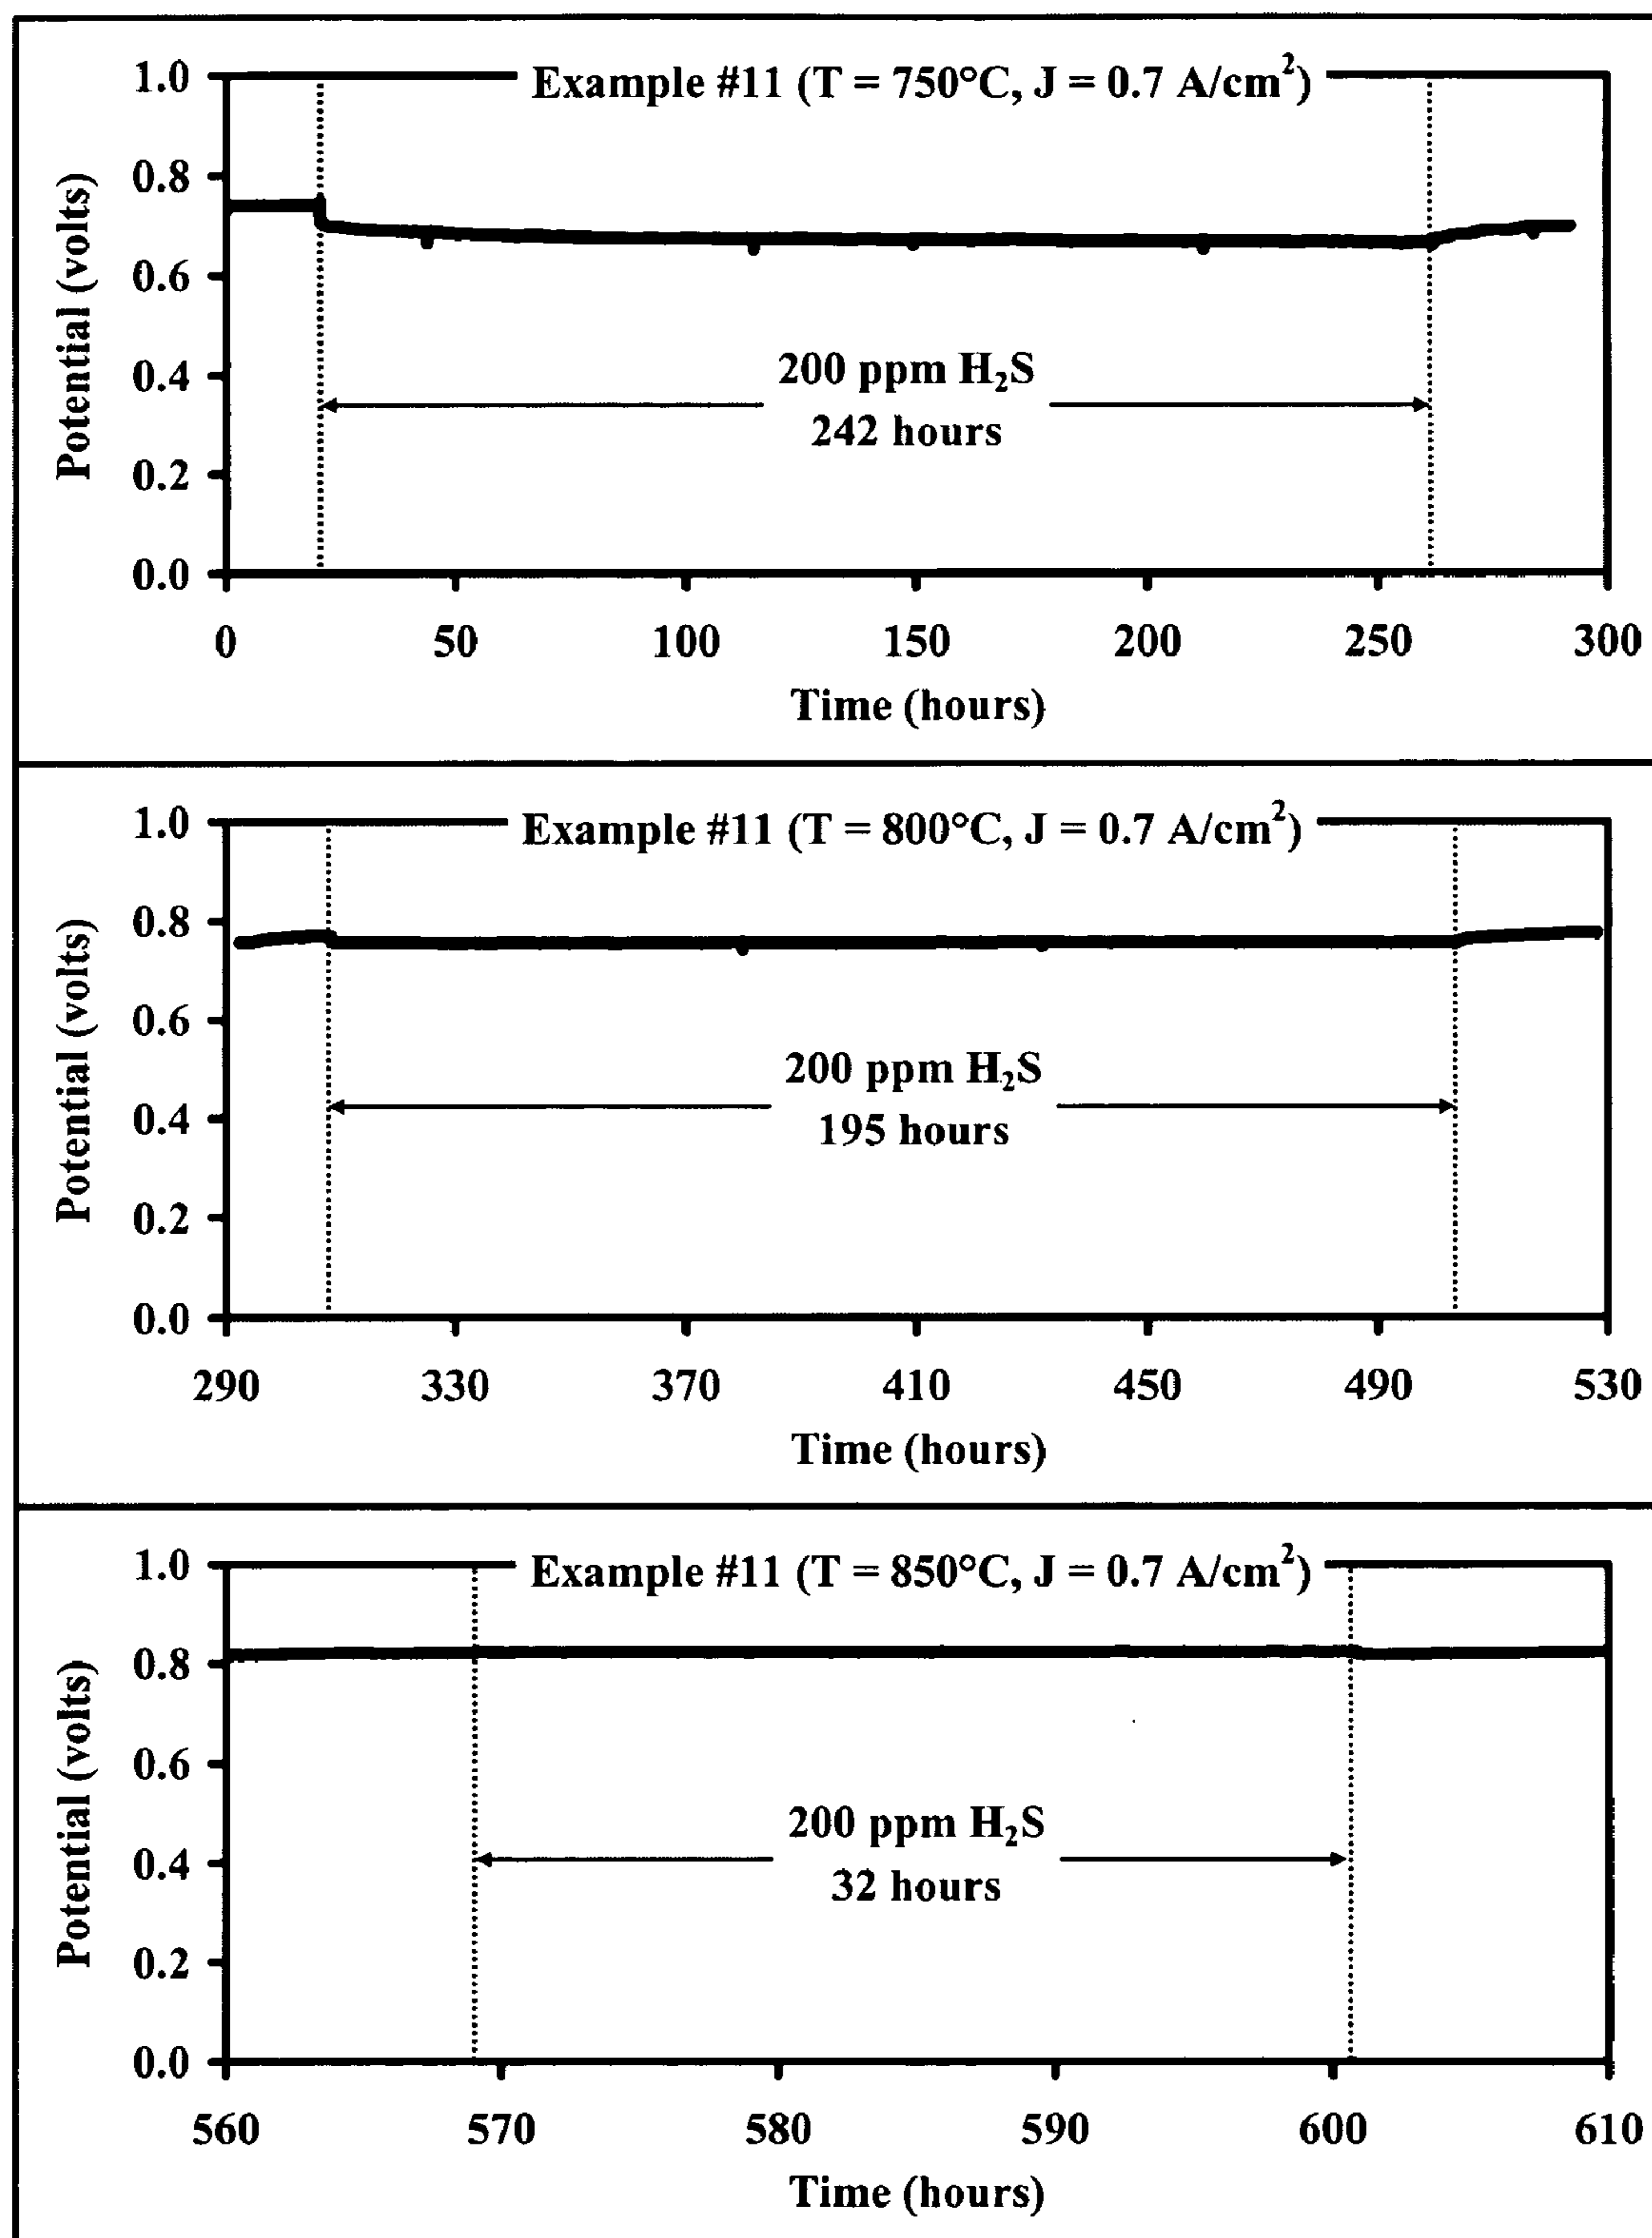 Example #11 (T = 750°C, J = 0.7 A/cm²)
1.0
0.8
0.6
0.4
0.2
0.0
Potential (volts)
200 ppm H₂S
242 hours
0 50 100 150 200 250 300
Time (hours)
Example #11 (T = 800°C, J = 0.7 A/cm²)
1.0
0.8
0.6
0.4
0.2
0.0
Potential (volts)
200 ppm H₂S
195 hours
290 330 370 410 450 490 530
Time (hours)
Example #11 (T = 850°C, J = 0.7 A/cm²)
1.0
0.8
0.6
0.4
0.2
0.0
Potential (volts)
200 ppm H₂S
32 hours
560 570 580 590 600 610
Time (hours)